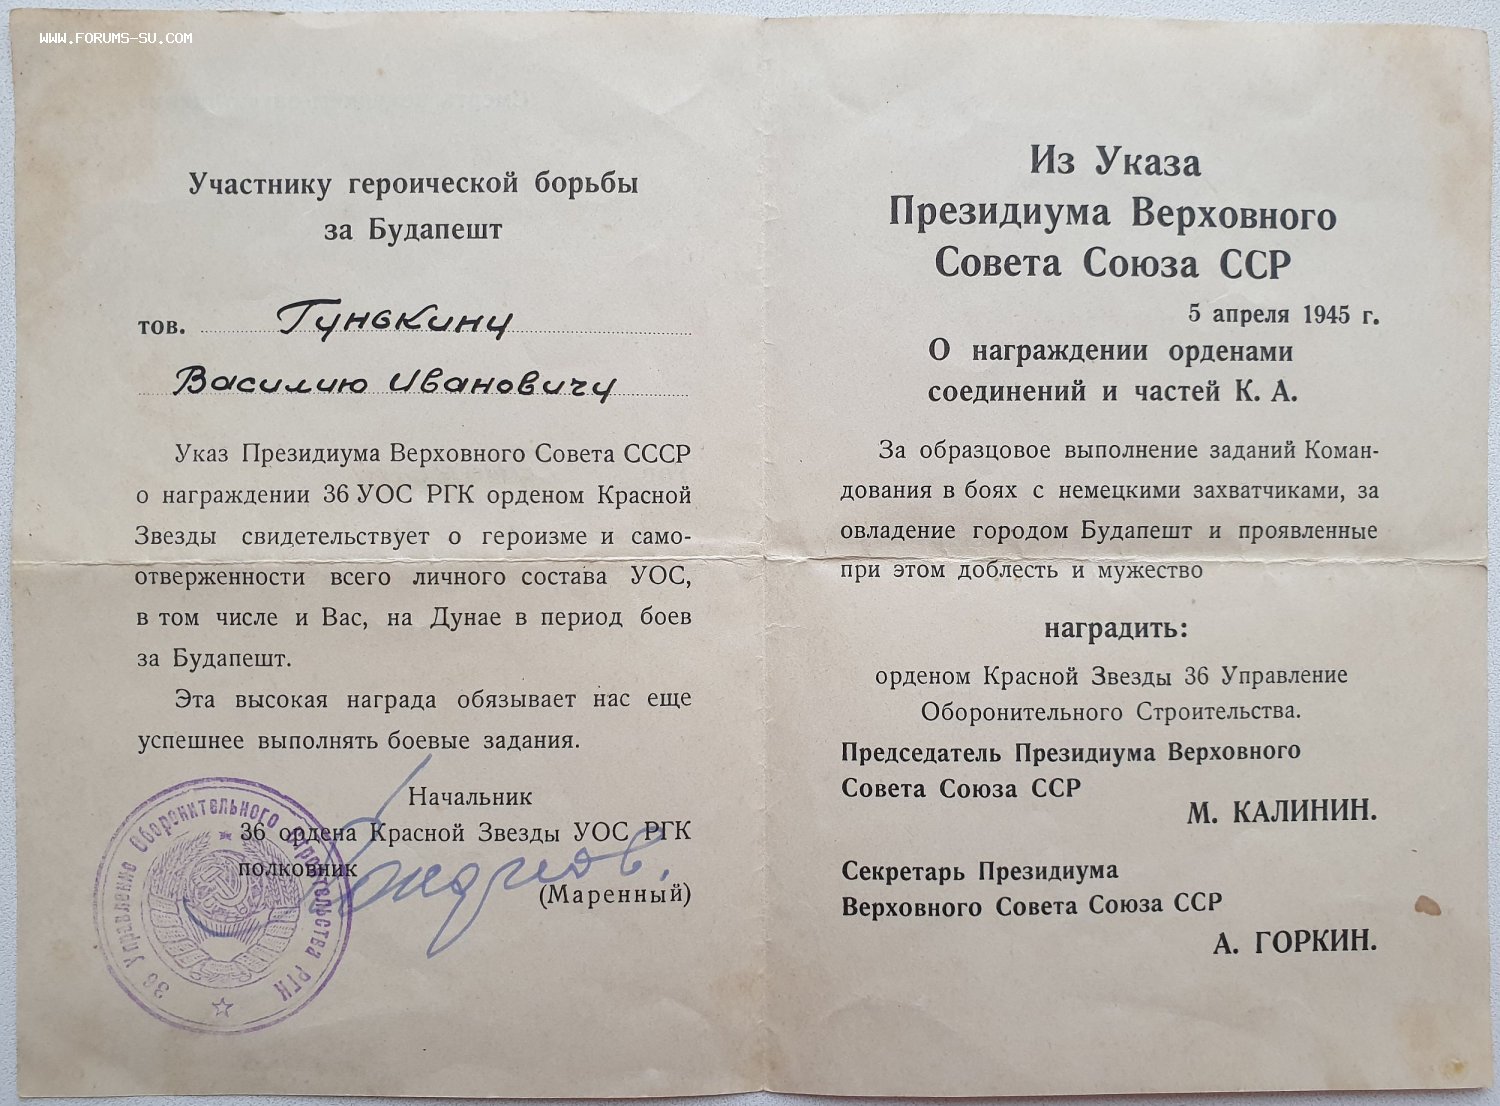 WWW.FORUMS-SU.COM
Участнику героической борьбы
за Будапешт
тов. Гунькину
Василию Ивановичу
Указ Президиума Верховного Совета СССР
о награждении 36 УОС РГК орденом Красной
Звезды свидетельствует о героизме и само-
отверженности всего личного состава УОС,
в том числе и Вас, на Дунае в период боев
за Будапешт.
Эта высокая награда обязывает нас еще
успешнее выполнять боевые задания.
Начальник
36 ордена Красной Звезды УОС РГК
полковник
(Маренный)
36 Управление Оборонительного Строительства РГК
Из Указа
Президиума Верховного
Совета Союза ССР
5 апреля 1945 г.
О награждении орденами
соединений и частей К. А.
За образцовое выполнение заданий Коман-
дования в боях с немецкими захватчиками, за
овладение городом Будапешт и проявленные
при этом доблесть и мужество
наградить:
орденом Красной Звезды 36 Управление
Оборонительного Строительства.
Председатель Президиума Верховного
Совета Союза ССР
М. КАЛИНИН.
Секретарь Президиума
Верховного Совета Союза ССР
А. ГОРКИН.